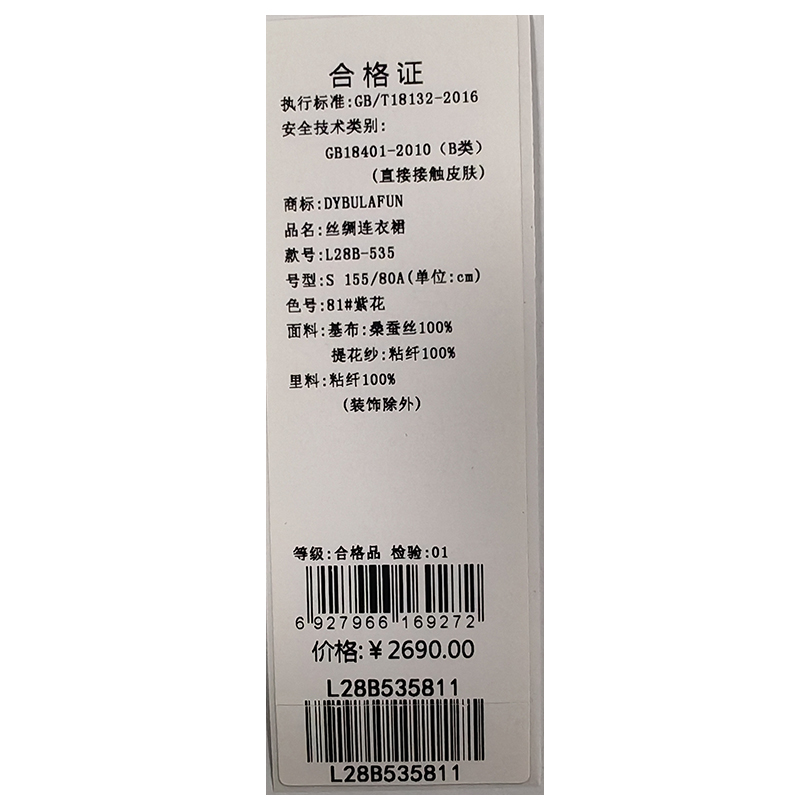 合格证
执行标准:GB/T18132-2016
安全技术类别:
GB18401-2010（B类）
(直接接触皮肤)
商标:DYBULAFUN
品名:丝绸连衣裙
款号:L28B-535
号型:S 155/80A(单位:cm)
色号:81#紫花
面料:基布:桑蚕丝100%
提花纱:粘纤100%
里料:粘纤100%
(装饰除外)
等级:合格品 检验:01
6 927966 169272
价格:¥2690.00
L28B535811
L28B535811